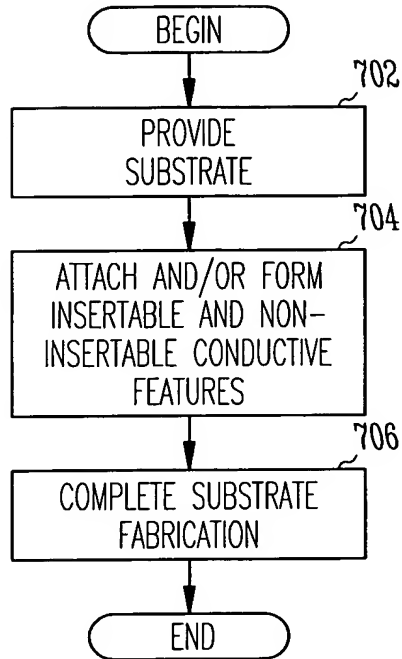 BEGIN
702
PROVIDE
SUBSTRATE
704
ATTACH AND/OR FORM
INSERTABLE AND NON-
INSERTABLE CONDUCTIVE
FEATURES
706
COMPLETE SUBSTRATE
FABRICATION
END